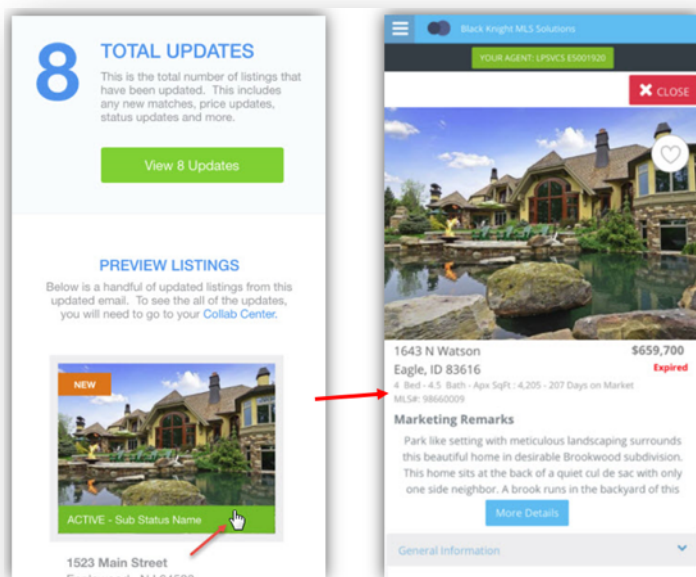 8
TOTAL UPDATES
This is the total number of listings that
have been updated. This includes
any new matches, price updates,
status updates and more.
View 8 Updates
PREVIEW LISTINGS
Below is a handful of updated listings from this
updated email. To see the all of the updates,
you will need to go to your Collab Center.
NEW
ACTIVE - Sub Status Name
1523 Main Street
Black Knight MLS Solutions
YOUR AGENT: LPSVCS E5001920
CLOSE
1643 N Watson
$659,700
Eagle, ID 83616
Expired
4 Bed - 4.5 Bath - Apx SqFt : 4,205 - 207 Days on Market
MLS#: 98660009
Marketing Remarks
Park like setting with meticulous landscaping surrounds
this beautiful home in desirable Brookwood subdivision.
This home sits at the back of a quiet cul de sac with only
one side neighbor. A brook runs in the backyard of this
More Details
General Information